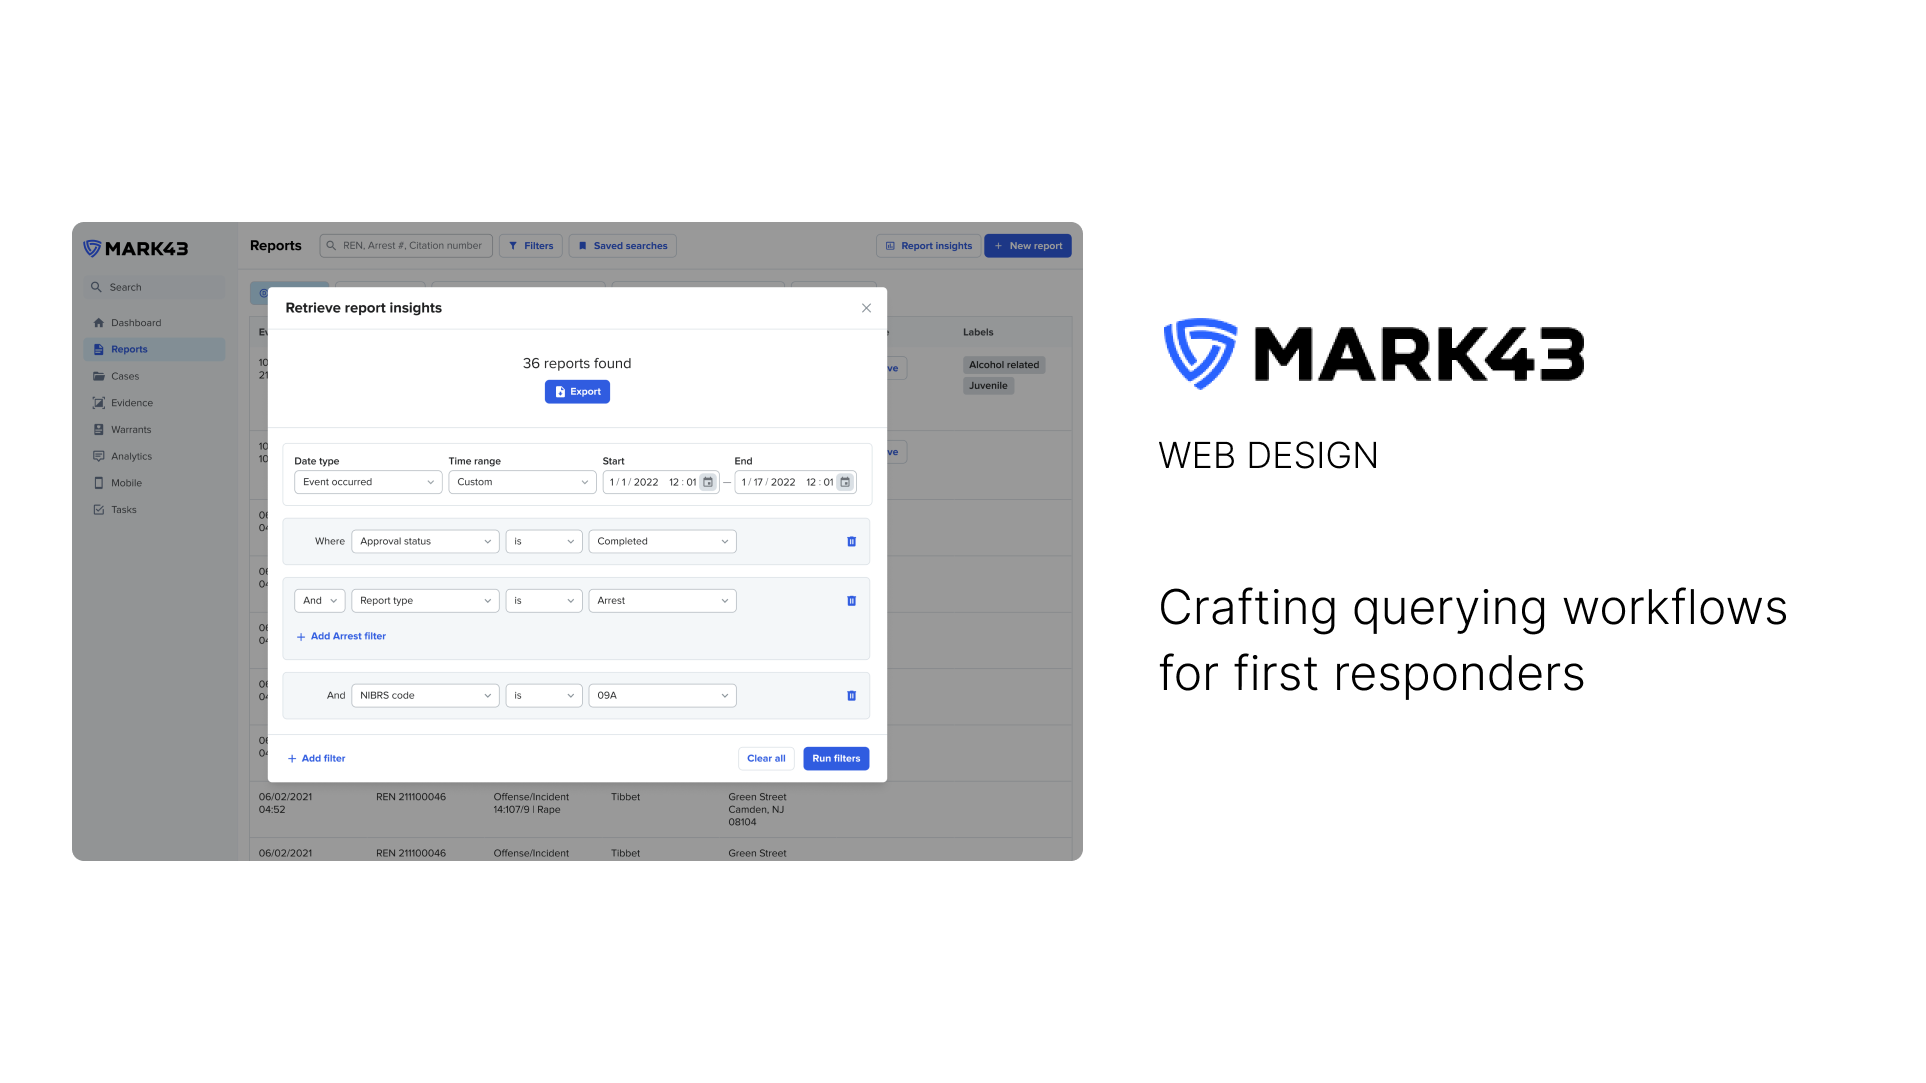 MARK43
Search
Dashboard
Reports
Cases
Evidence
Warrants
Analytics
Mobile
Tasks
Reports
REN, Arrest #, Citation number
Filters
Saved searches
Report insights
+ New report
Labels
Alcohol related
Juvenile
Retrieve report insights
36 reports found
Export
Date type
Time range
Start
End
Event occurred
Custom
1 / 1 / 2022 12 : 01
—
1 / 17 / 2022 12 : 01
Where Approval status is Completed
And Report type is Arrest
+ Add Arrest filter
And NIBRS code is 09A
+ Add filter
Clear all
Run filters
06/02/2021
04:52
REN 211100046
Offense/Incident
14:107/9 | Rape
Tibbet
Green Street
Camden, NJ
08104
06/02/2021
REN 211100046
Offense/Incident
Tibbet
Green Street
MARK43
WEB DESIGN
Crafting querying workflows
for first responders